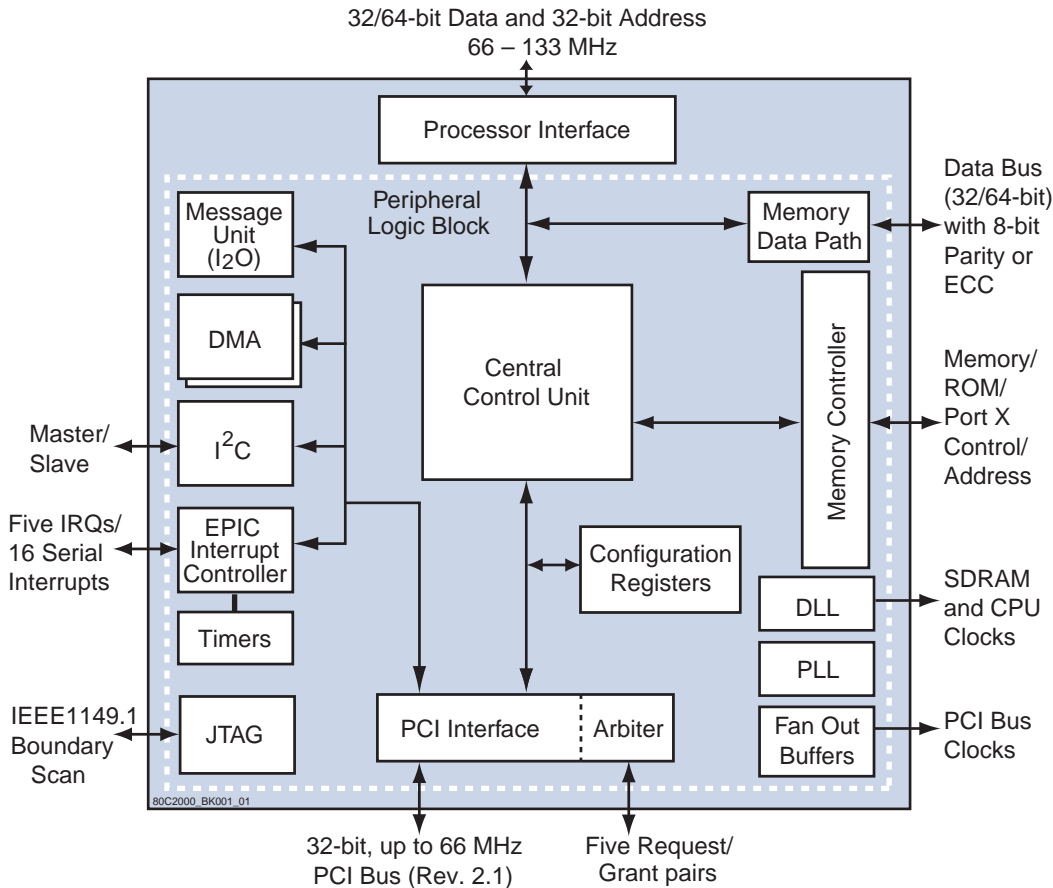 32/64-bit Data and 32-bit Address
66 – 133 MHz
Processor Interface
Peripheral
Logic Block
Message
Unit
(I2O)
DMA
I2C
EPIC
Interrupt
Controller
Timers
JTAG
Master/
Slave
Five IRQs/
16 Serial
Interrupts
IEEE1149.1
Boundary
Scan
Central
Control Unit
Configuration
Registers
PCI Interface
Arbiter
Memory
Data Path
Memory Controller
DLL
PLL
Fan Out
Buffers
Data Bus
(32/64-bit)
with 8-bit
Parity or
ECC
Memory/
ROM/
Port X
Control/
Address
SDRAM
and CPU
Clocks
PCI Bus
Clocks
80C2000_BK001_01
32-bit, up to 66 MHz
PCI Bus (Rev. 2.1)
Five Request/
Grant pairs